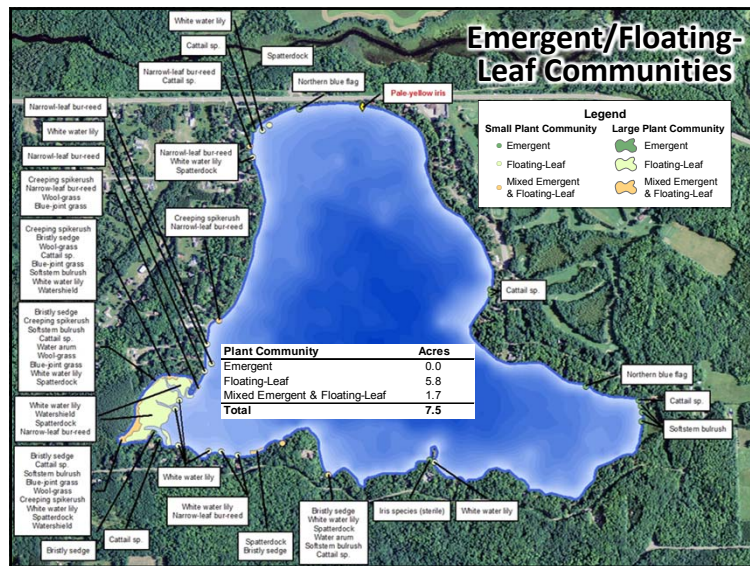 Emergent/Floating-
Leaf Communities
White water lily
Cattail sp.
Spatterdock
Narrowl-leaf bur-reed
Cattail sp.
Northern blue flag
Pale-yellow iris
Legend
Small Plant Community
Large Plant Community
Emergent
Emergent
Floating-Leaf
Floating-Leaf
Mixed Emergent
& Floating-Leaf
Mixed Emergent
& Floating-Leaf
Narrowl-leaf bur-reed
White water lily
Narrowl-leaf bur-reed
Narrowl-leaf bur-reed
White water lily
Spatterdock
Creeping spikerush
Narrow-leaf bur-reed
Wool-grass
Blue-joint grass
Creeping spikerush
Narrowl-leaf bur-reed
Creeping spikerush
Bristly sedge
Wool-grass
Cattail sp.
Blue-joint grass
Softstem bulrush
White water lily
Watershield
Cattail sp.
Bristly sedge
Creeping spikerush
Softstem bulrush
Cattail sp.
Water arum
Wool-grass
Blue-joint grass
White water lily
Spatterdock
Plant Community Acres
Emergent 0.0
Floating-Leaf 5.8
Mixed Emergent & Floating-Leaf 1.7
Total 7.5
Northern blue flag
Cattail sp.
Softstem bulrush
White water lily
Watershield
Spatterdock
Narrow-leaf bur-reed
Bristly sedge
Cattail sp.
Softstem bulrush
Blue-joint grass
Wool-grass
Creeping spikerush
White water lily
Spatterdock
Watershield
White water lily
White water lily
Narrow-leaf bur-reed
Bristly sedge
White water lily
Spatterdock
Water arum
Softstem bulrush
Cattail sp.
Iris species (sterile)
White water lily
Bristly sedge
Cattail sp.
Spatterdock
Bristly sedge